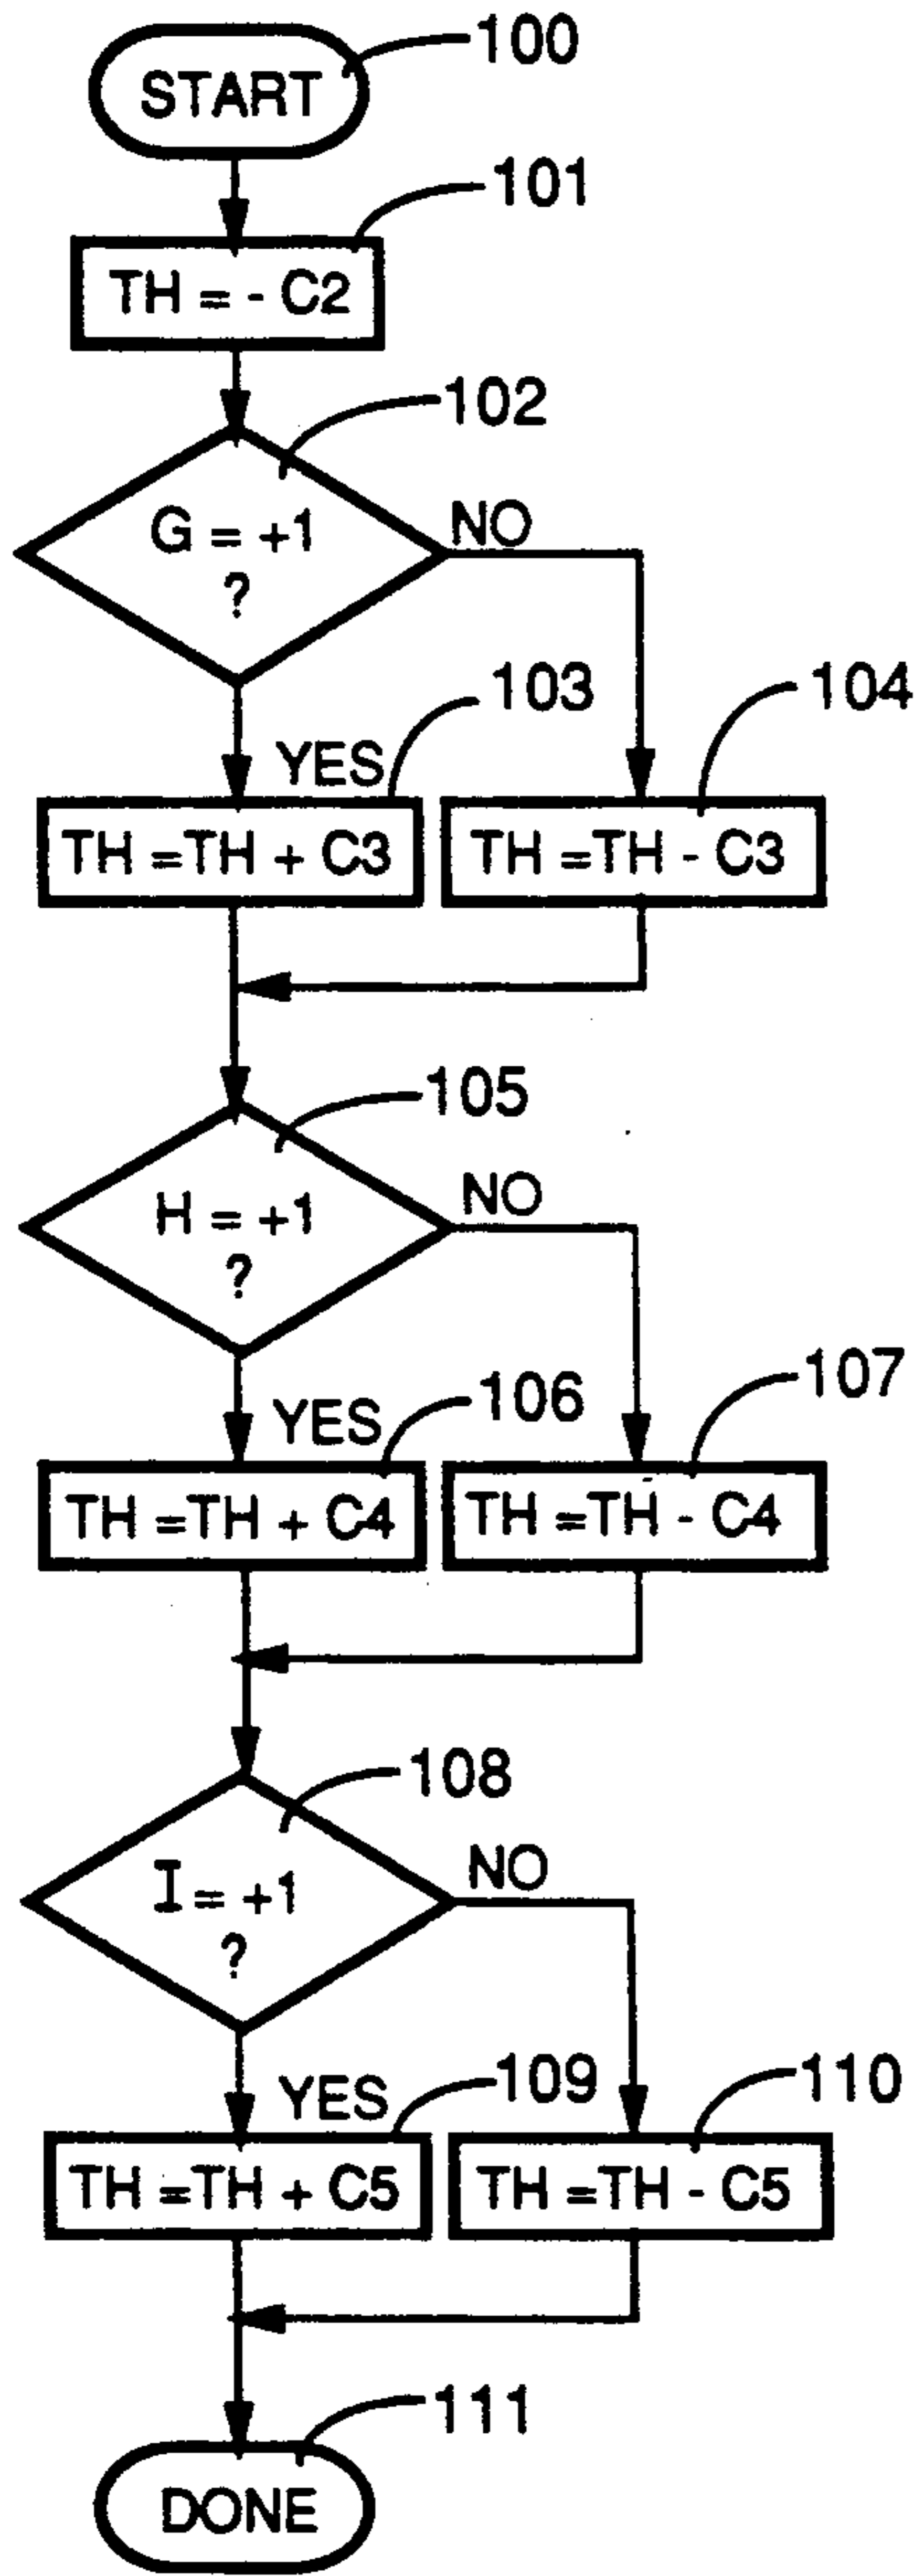 100
START
101
TH = - C2
102
G = +1
?
NO
YES
103
104
TH =TH + C3
TH =TH - C3
105
H = +1
?
NO
YES
106
107
TH =TH + C4
TH =TH - C4
108
I = +1
?
NO
YES
109
110
TH =TH + C5
TH =TH - C5
111
DONE